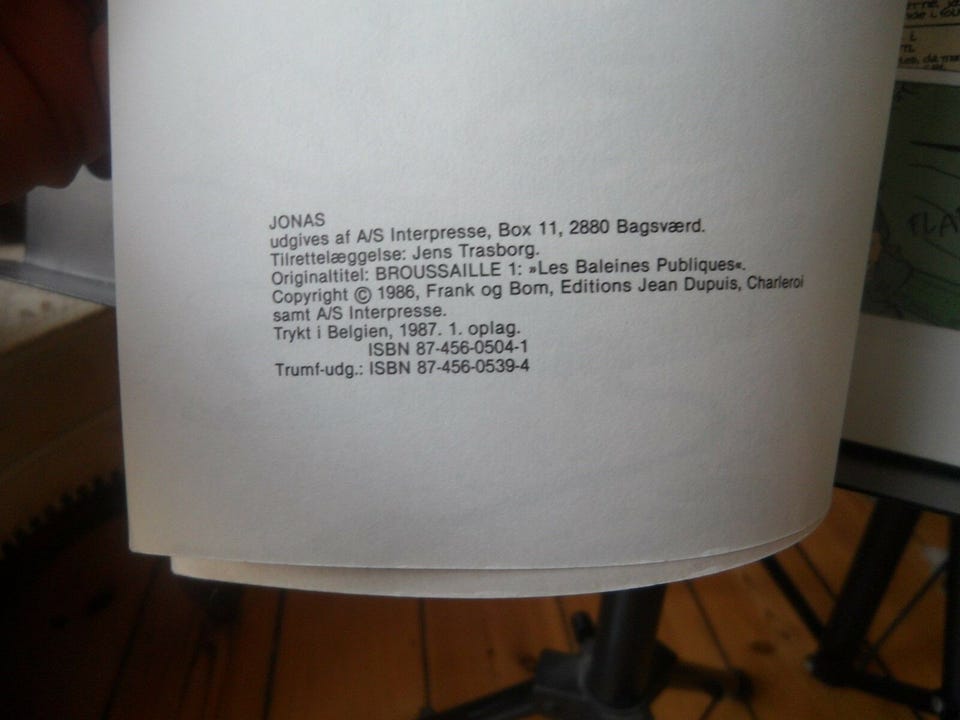 JONAS
udgives af A/S Interpresse, Box 11, 2880 Bagsværd.
Tilrettelæggelse: Jens Trasborg.
Originaltitel: BROUSSAILLE 1: »Les Baleines Publiques«.
Copyright © 1986, Frank og Bom, Editions Jean Dupuis, Charleroi
samt A/S Interpresse.
Trykt i Belgien, 1987. 1. oplag.
ISBN 87-456-0504-1
Trumf-udg.: ISBN 87-456-0539-4